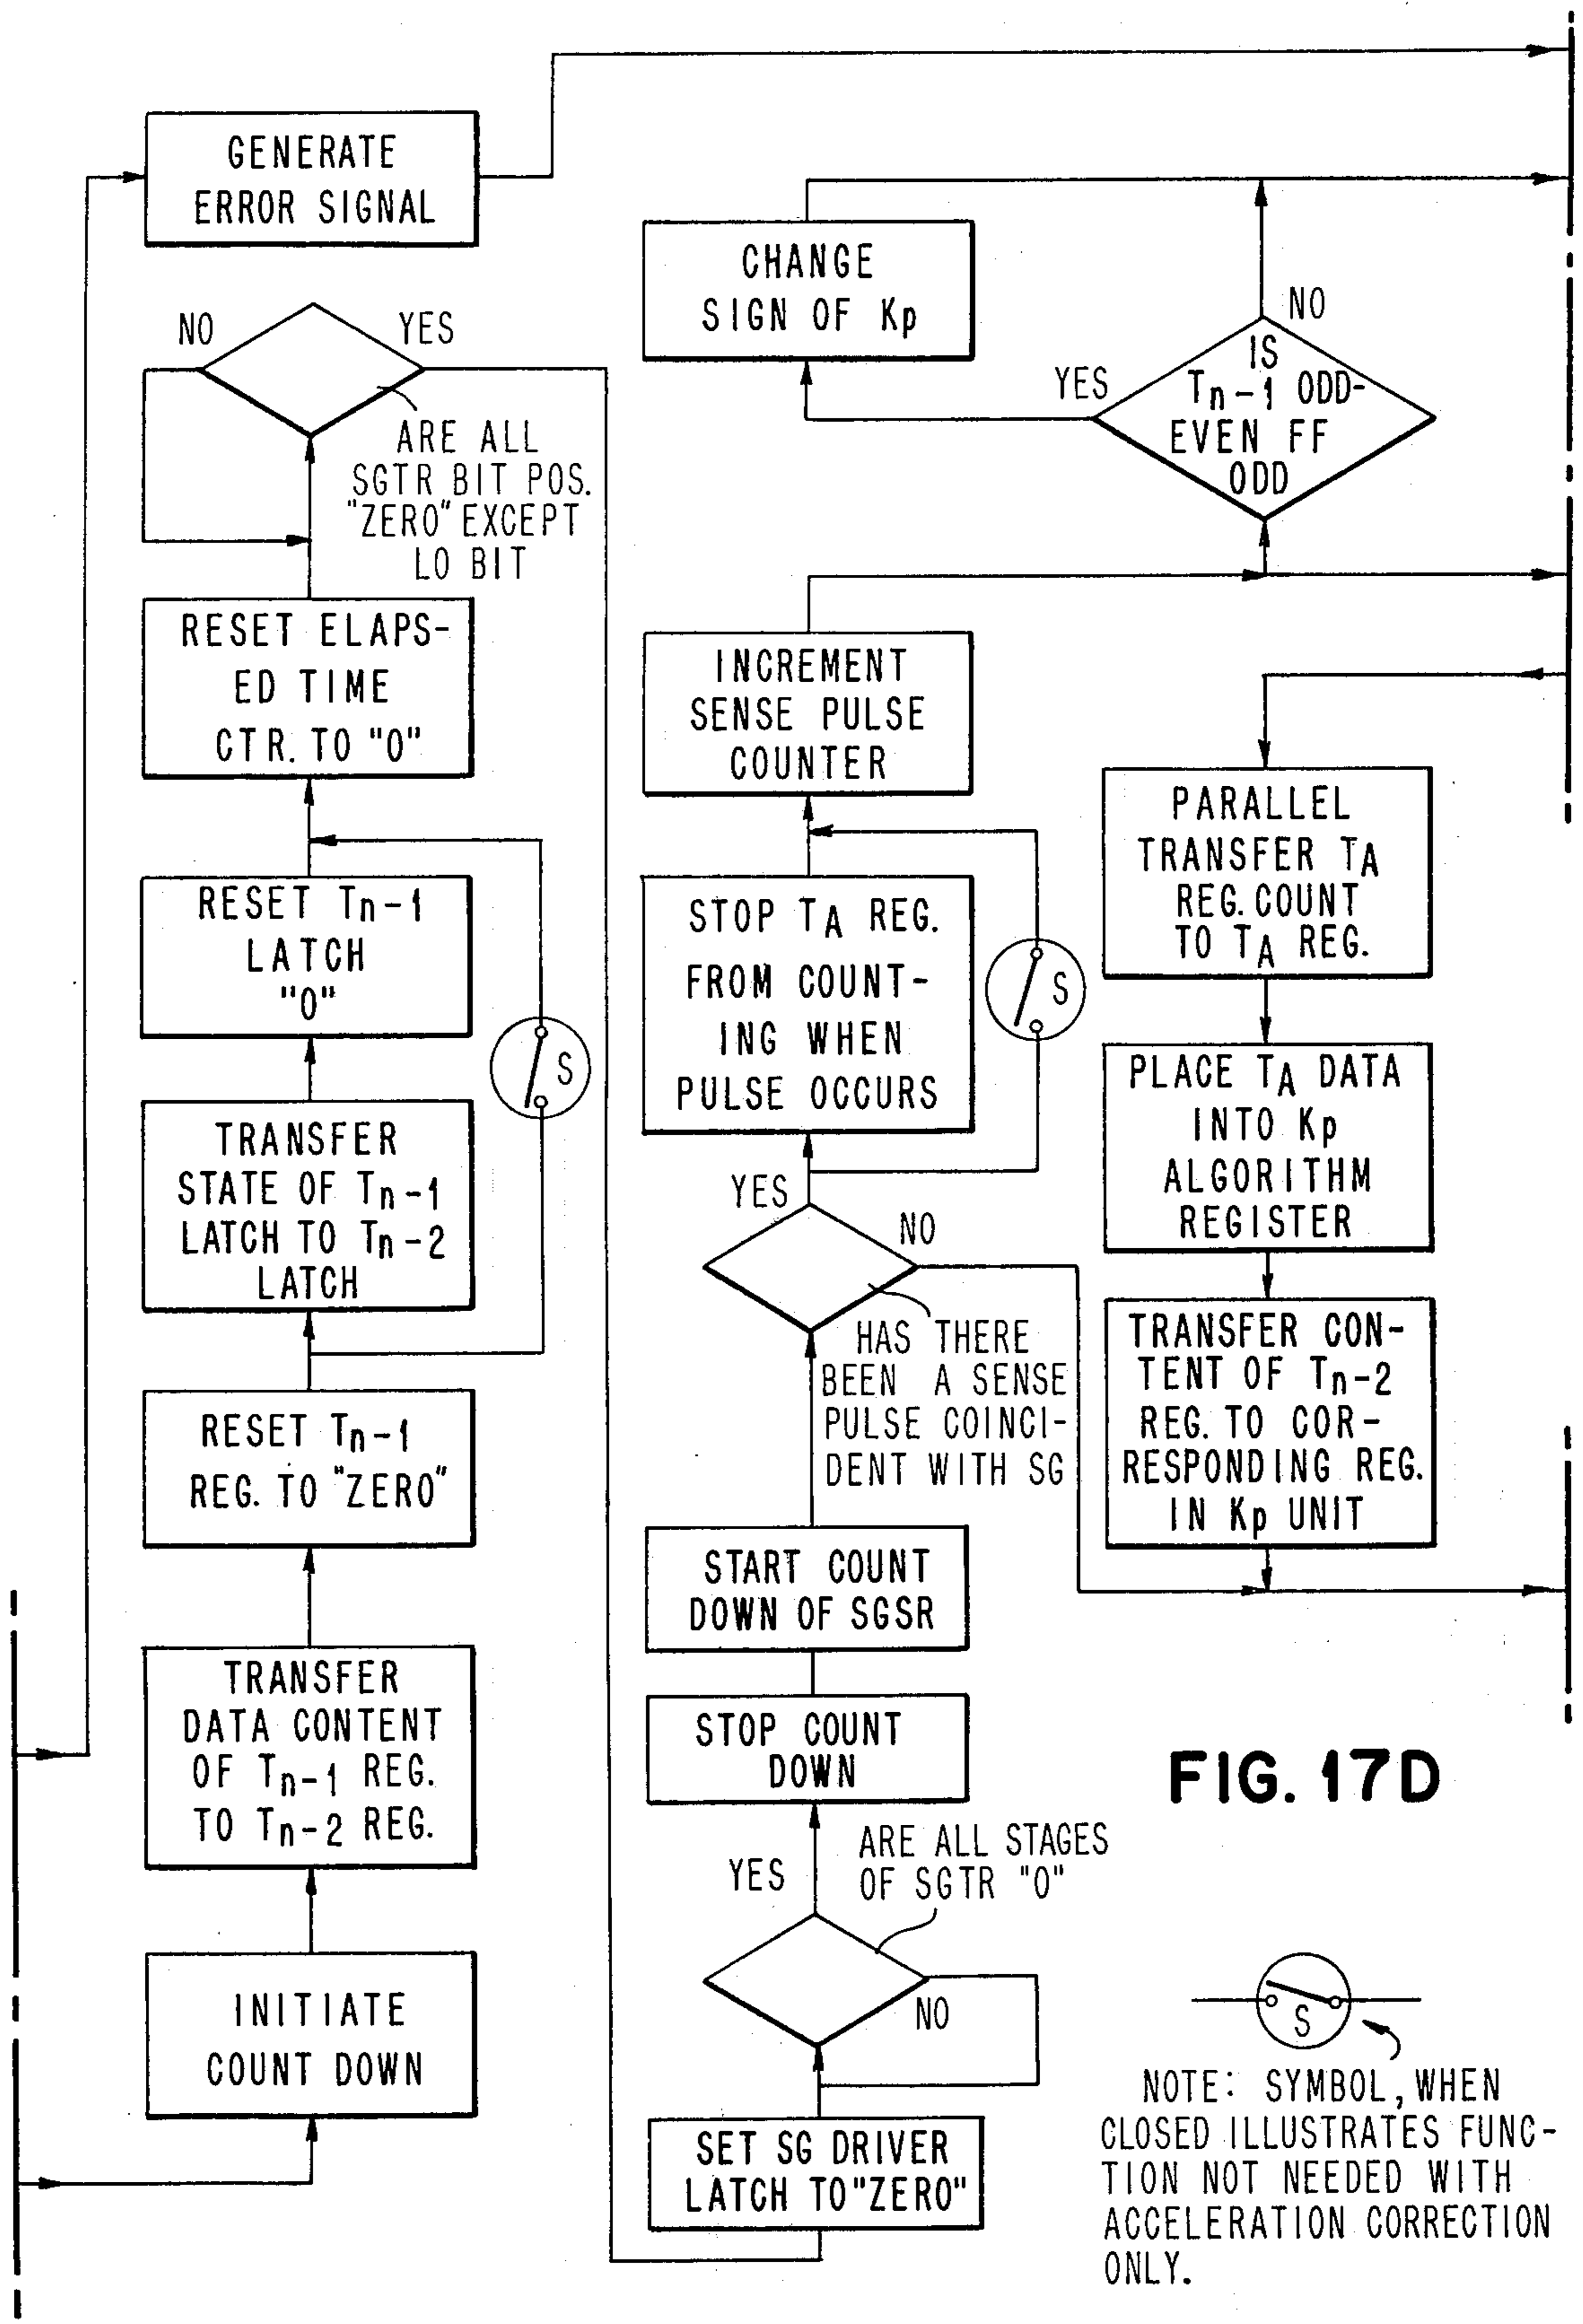 GENERATE
ERROR SIGNAL
NO
YES
ARE ALL
SGTR BIT POS.
"ZERO" EXCEPT
LO BIT
RESET ELAPS-
ED TIME
CTR. TO "0"
RESET Tn-1
LATCH
"0"
S
TRANSFER
STATE OF Tn-1
LATCH TO Tn-2
LATCH
RESET Tn-1
REG. TO "ZERO"
TRANSFER
DATA CONTENT
OF Tn-1 REG.
TO Tn-2 REG.
INITIATE
COUNT DOWN
CHANGE
SIGN OF Kp
NO
YES
IS
Tn-1 ODD-
EVEN FF
ODD
INCREMENT
SENSE PULSE
COUNTER
STOP TA REG.
FROM COUNT-
ING WHEN
PULSE OCCURS
S
YES
NO
HAS THERE
BEEN A SENSE
PULSE COINCI-
DENT WITH SG
START COUNT
DOWN OF SGSR
STOP COUNT
DOWN
YES
ARE ALL STAGES
OF SGTR "0"
NO
SET SG DRIVER
LATCH TO "ZERO"
PARALLEL
TRANSFER TA
REG. COUNT
TO TA REG.
PLACE TA DATA
INTO Kp
ALGORITHM
REGISTER
TRANSFER CON-
TENT OF Tn-2
REG. TO COR-
RESPONDING REG.
IN Kp UNIT
FIG. 17D
S
NOTE: SYMBOL, WHEN
CLOSED ILLUSTRATES FUNC-
TION NOT NEEDED WITH
ACCELERATION CORRECTION
ONLY.